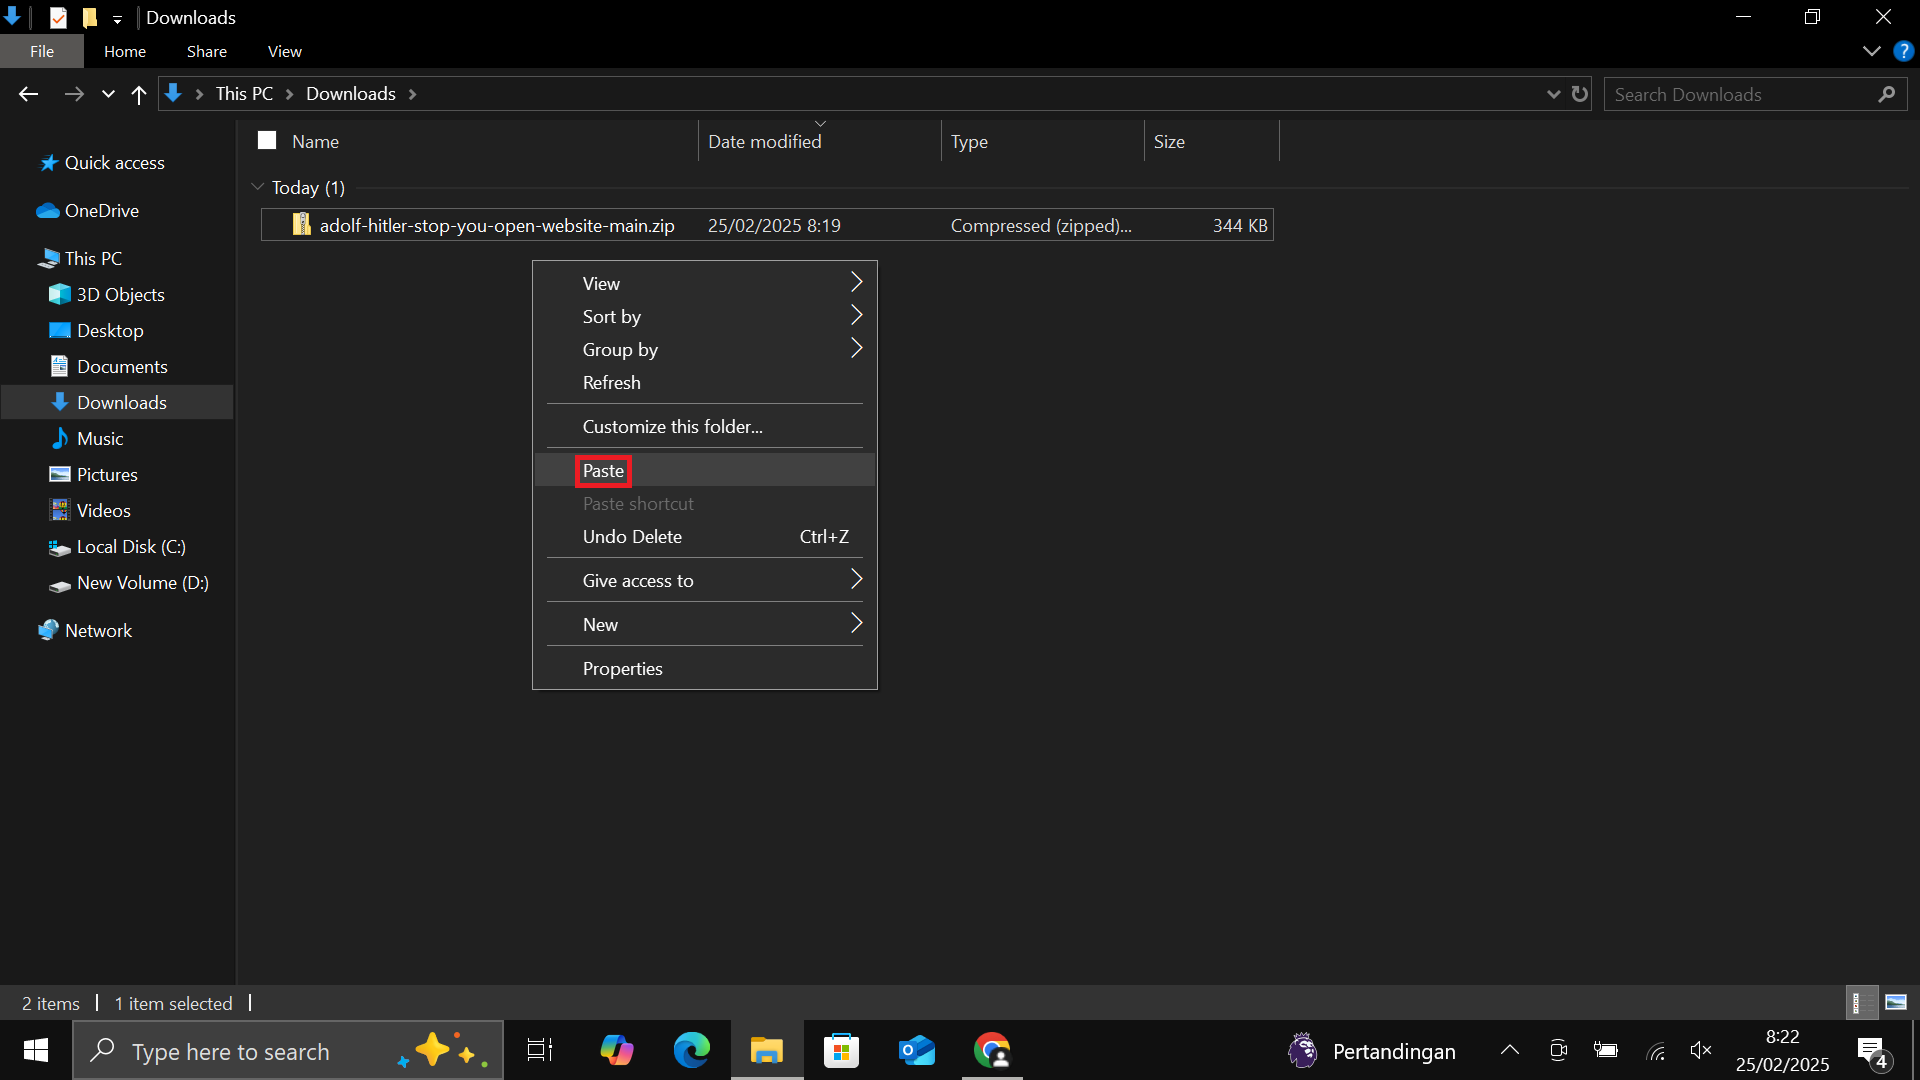 Downloads
File Home Share View
This PC Downloads
Search Downloads
Name Date modified Type Size
Quick access
Today (1)
OneDrive
adolf-hitler-stop-you-open-website-main.zip 25/02/2025 8:19 Compressed (zipped)... 344 KB
This PC
3D Objects
Desktop
Documents
Downloads
Music
Pictures
Videos
Local Disk (C:)
New Volume (D:)
Network
View
Sort by
Group by
Refresh
Customize this folder...
Paste
Paste shortcut
Undo Delete Ctrl+Z
Give access to
New
Properties
2 items 1 item selected
Type here to search
Pertandingan
8:22
25/02/2025
4